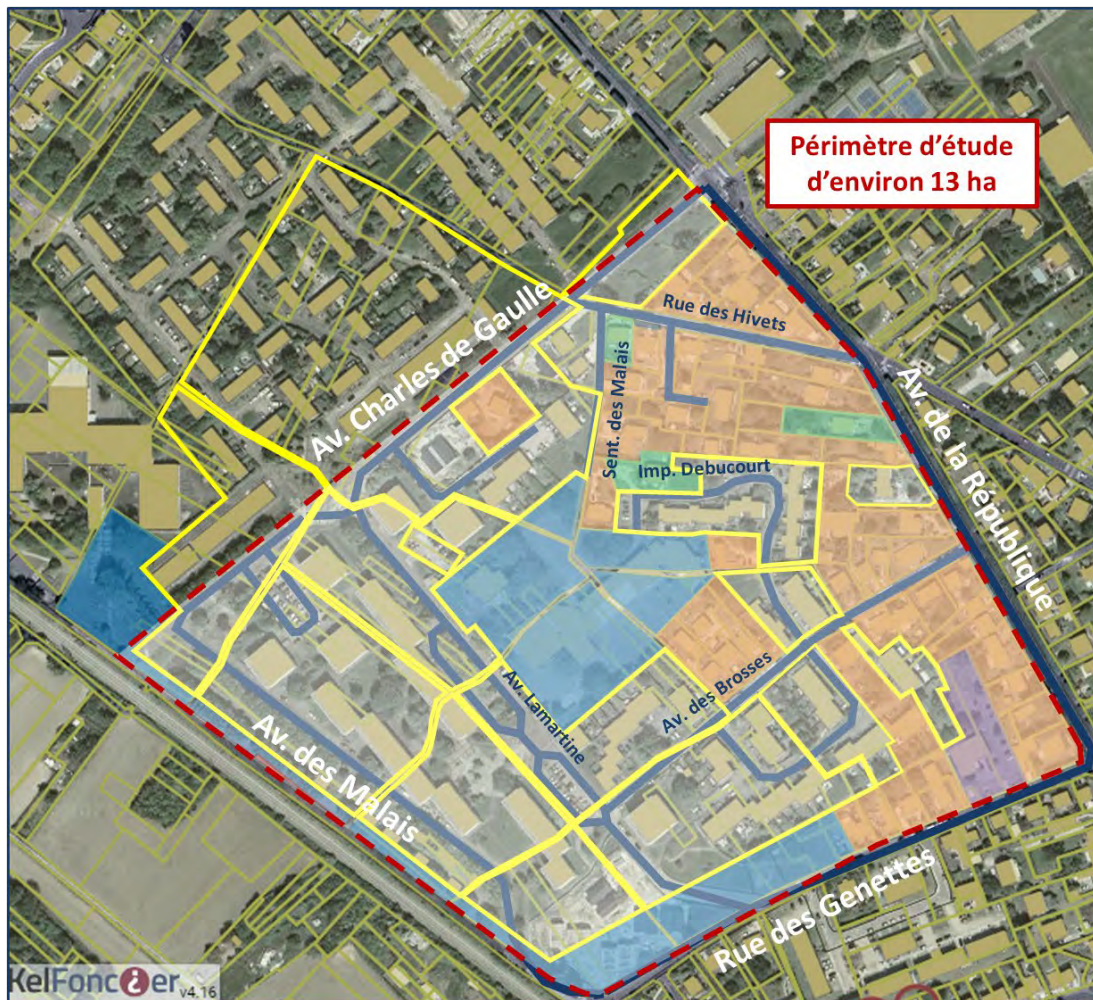 Périmètre d'étude
d'environ 13 ha
Rue des Hivets
Av. Charles de Gaulle
Sent. des Malais
Av. de la République
Imp. Debucourt
Av. des Brosses
Av. Lamartine
Av. des Malais
Rue des Genettes
KelFoncier v4.16